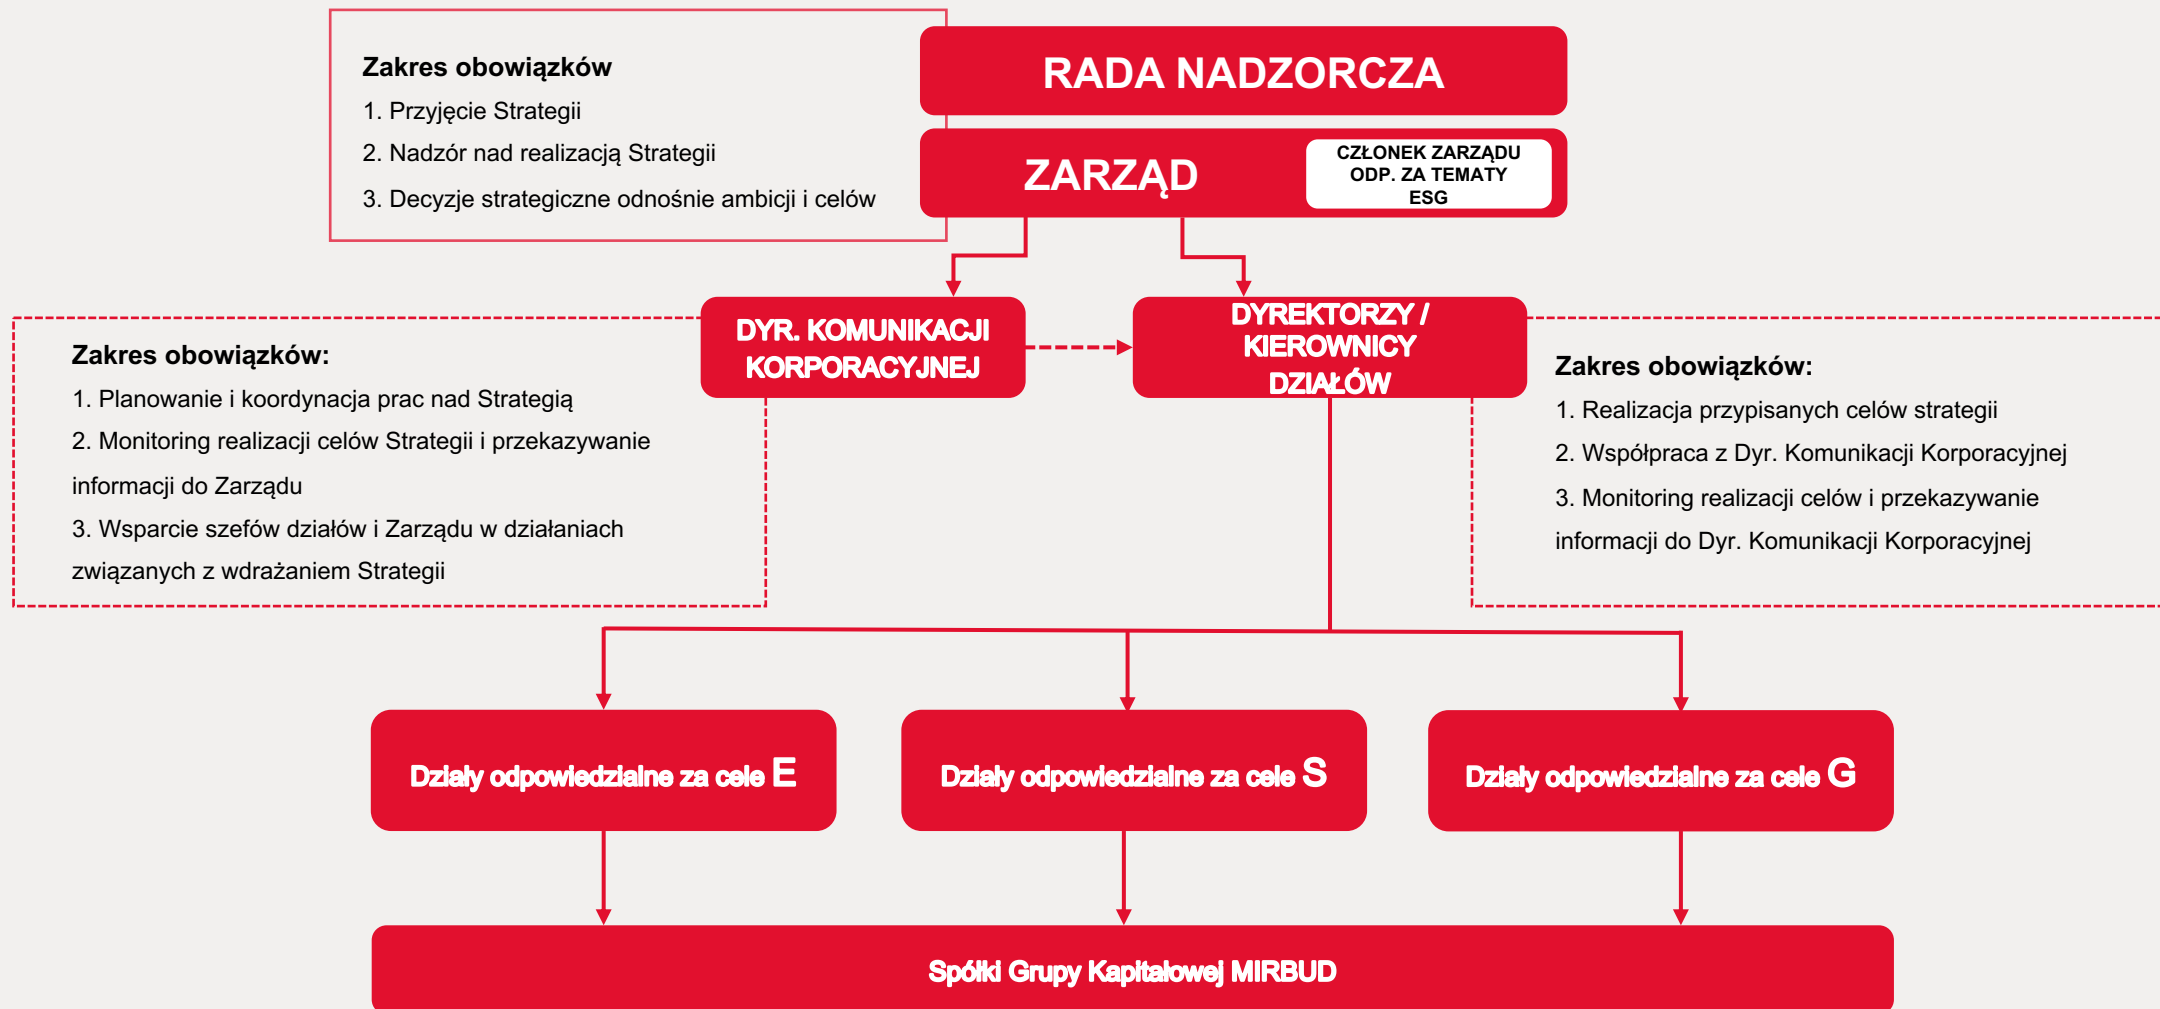 Zakres obowiązków
1. Przyjęcie Strategii
2. Nadzór nad realizacją Strategii
3. Decyzje strategiczne odnośnie ambicji i celów
RADA NADZORCZA
ZARZĄD
CZŁONEK ZARZĄDU
ODP. ZA TEMATY
ESG
DYR. KOMUNIKACJI
KORPORACYJNEJ
DYREKTORZY /
KIEROWNICY
DZIAŁÓW
Zakres obowiązków:
1. Planowanie i koordynacja prac nad Strategią
2. Monitoring realizacji celów Strategii i przekazywanie
informacji do Zarządu
3. Wsparcie szefów działów i Zarządu w działaniach
związanych z wdrażaniem Strategii
Zakres obowiązków:
1. Realizacja przypisanych celów strategii
2. Współpraca z Dyr. Komunikacji Korporacyjnej
3. Monitoring realizacji celów i przekazywanie
informacji do Dyr. Komunikacji Korporacyjnej
Działy odpowiedzialne za cele E
Działy odpowiedzialne za cele S
Działy odpowiedzialne za cele G
Spółki Grupy Kapitałowej MIRBUD